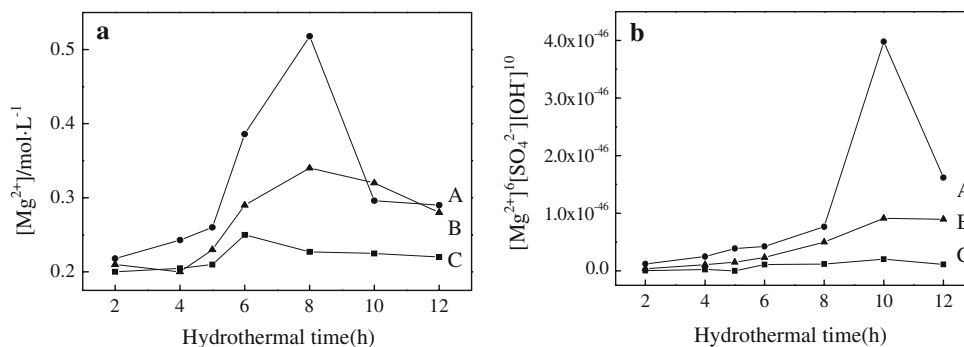 a
[Mg²⁺]/mol·L⁻¹
0.5
0.4
0.3
0.2
2 4 6 8 10 12
Hydrothermal time(h)
A
B
C
b
[Mg²⁺]⁶[SO₄²⁻][OH⁻]¹⁰
4.0x10⁻⁴⁶
3.0x10⁻⁴⁶
2.0x10⁻⁴⁶
1.0x10⁻⁴⁶
0.0
2 4 6 8 10 12
Hydrothermal time(h)
A